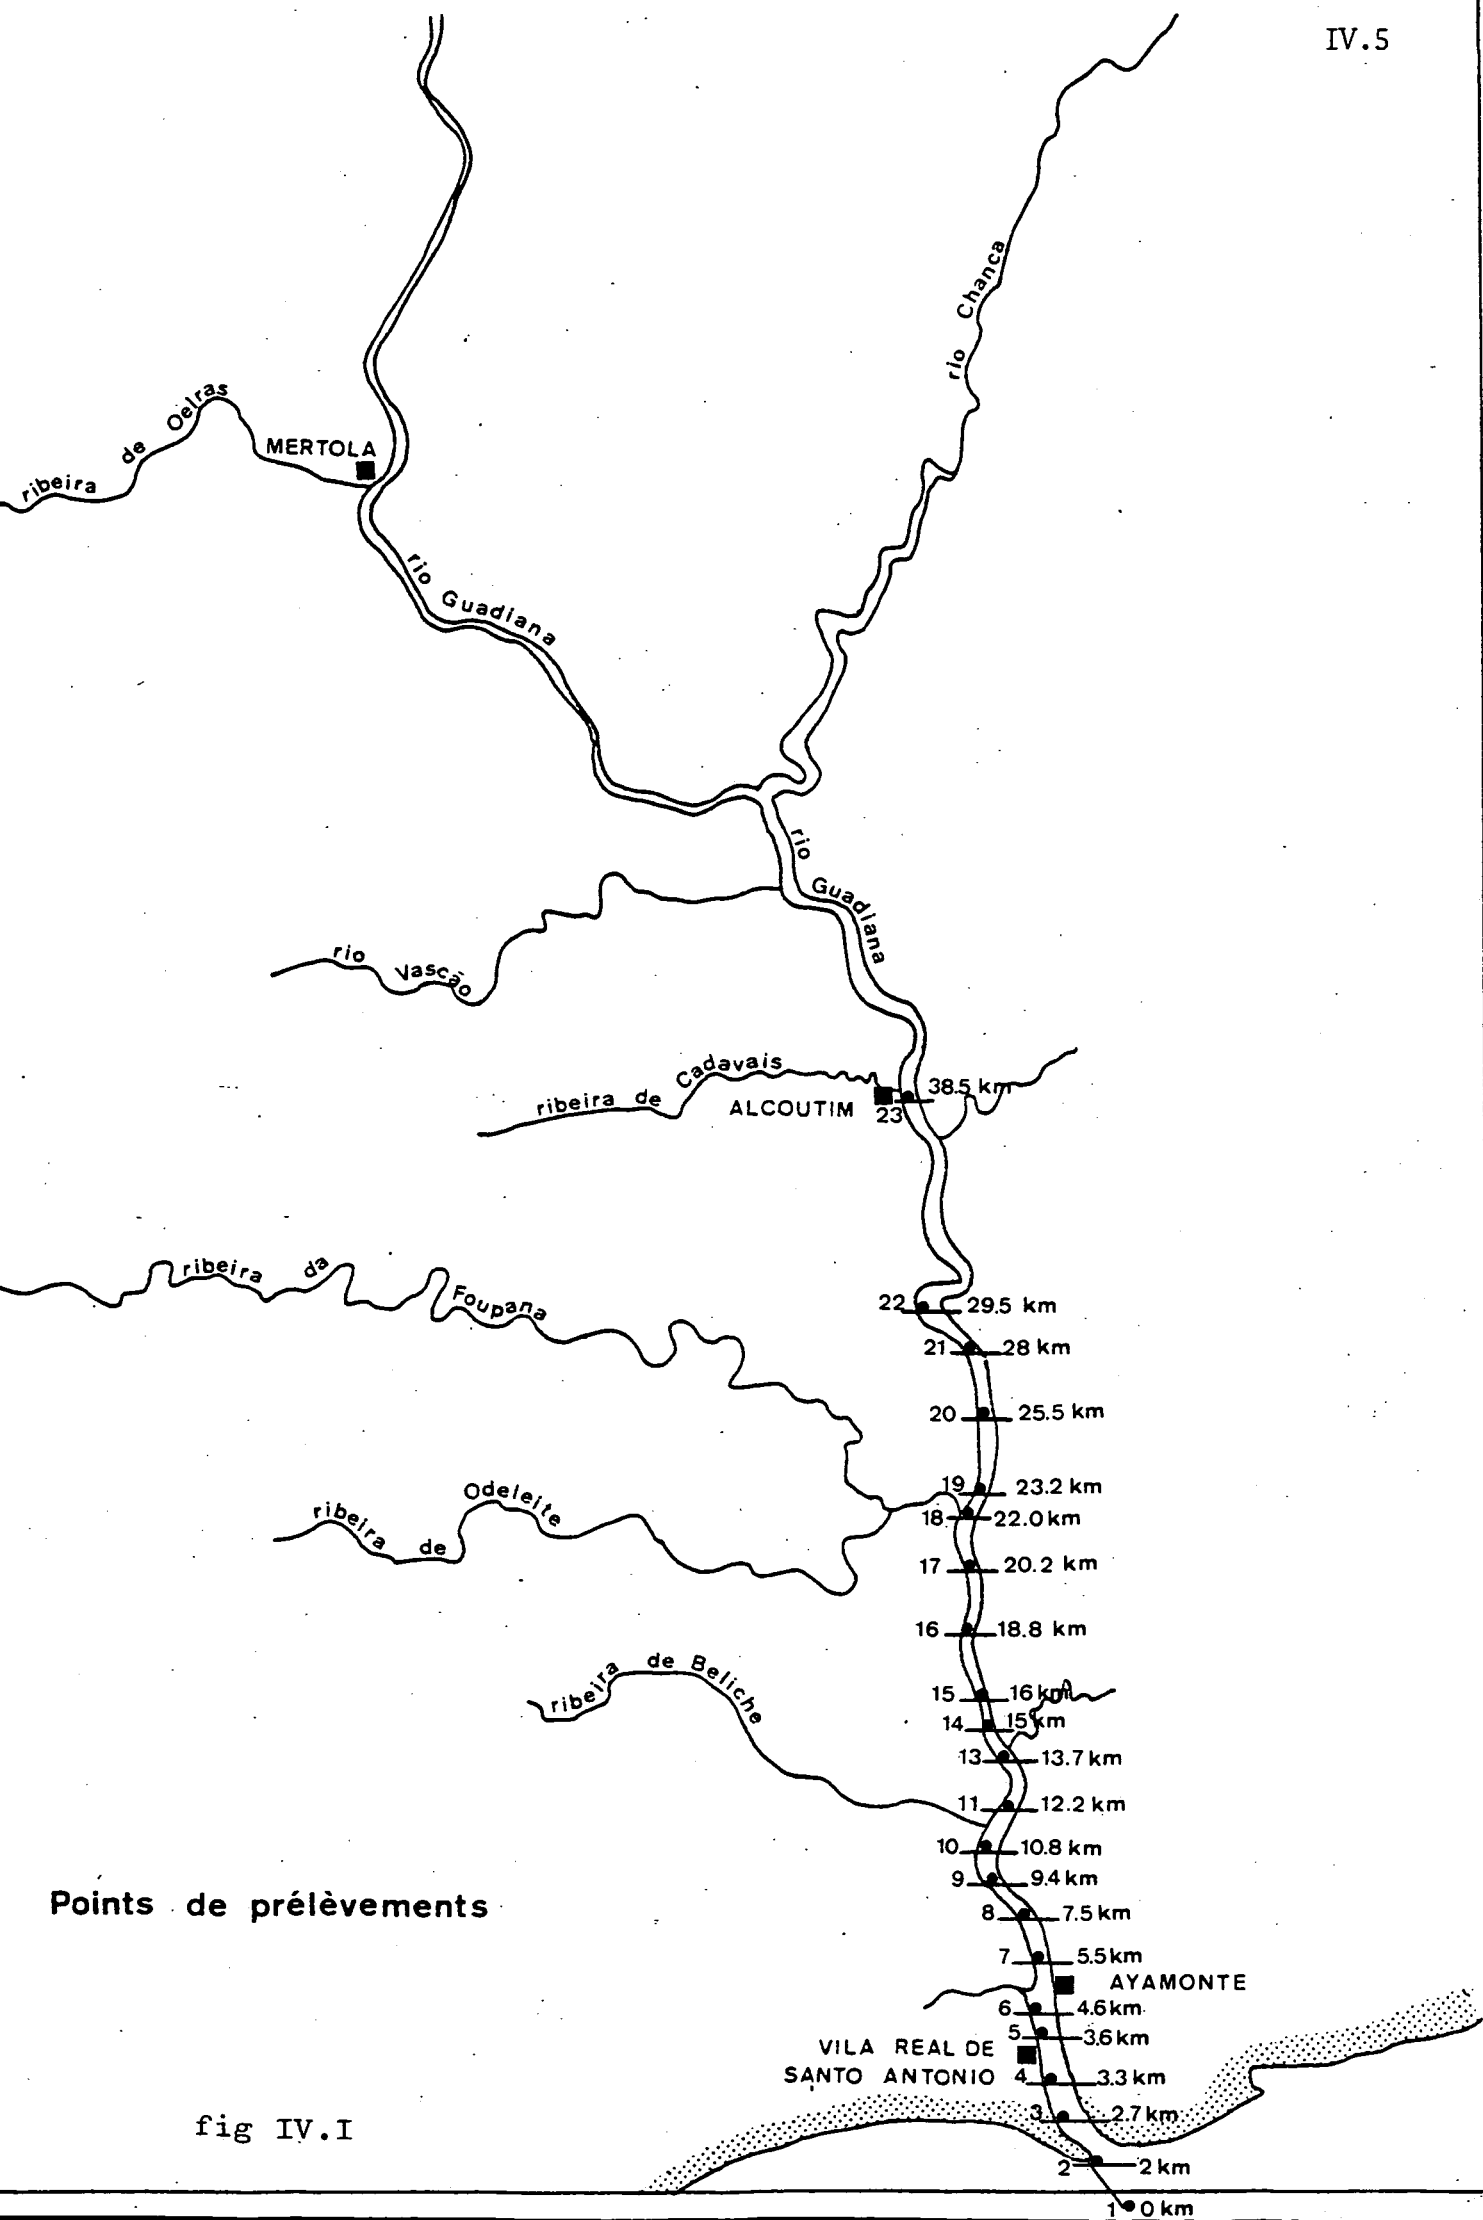 IV.5
rio Chanca
ribeira de Oeiras
MERTOLA
rio Guadiana
rio Guadiana
rio Vascão
ribeira de Cadavais
ALCOUTIM
23 38.5 km
ribeira da Foupana
22 29.5 km
21 28 km
20 25.5 km
19 23.2 km
ribeira de Odeleite
18 22.0 km
17 20.2 km
16 18.8 km
ribeira de Beliche
15 16 km
14 15 km
13 13.7 km
11 12.2 km
10 10.8 km
9 9.4 km
Points de prélèvements
8 7.5 km
7 5.5 km
AYAMONTE
6 4.6 km
5 3.6 km
VILA REAL DE
SANTO ANTONIO
4 3.3 km
3 2.7 km
fig IV.I
2 2 km
1 0 km